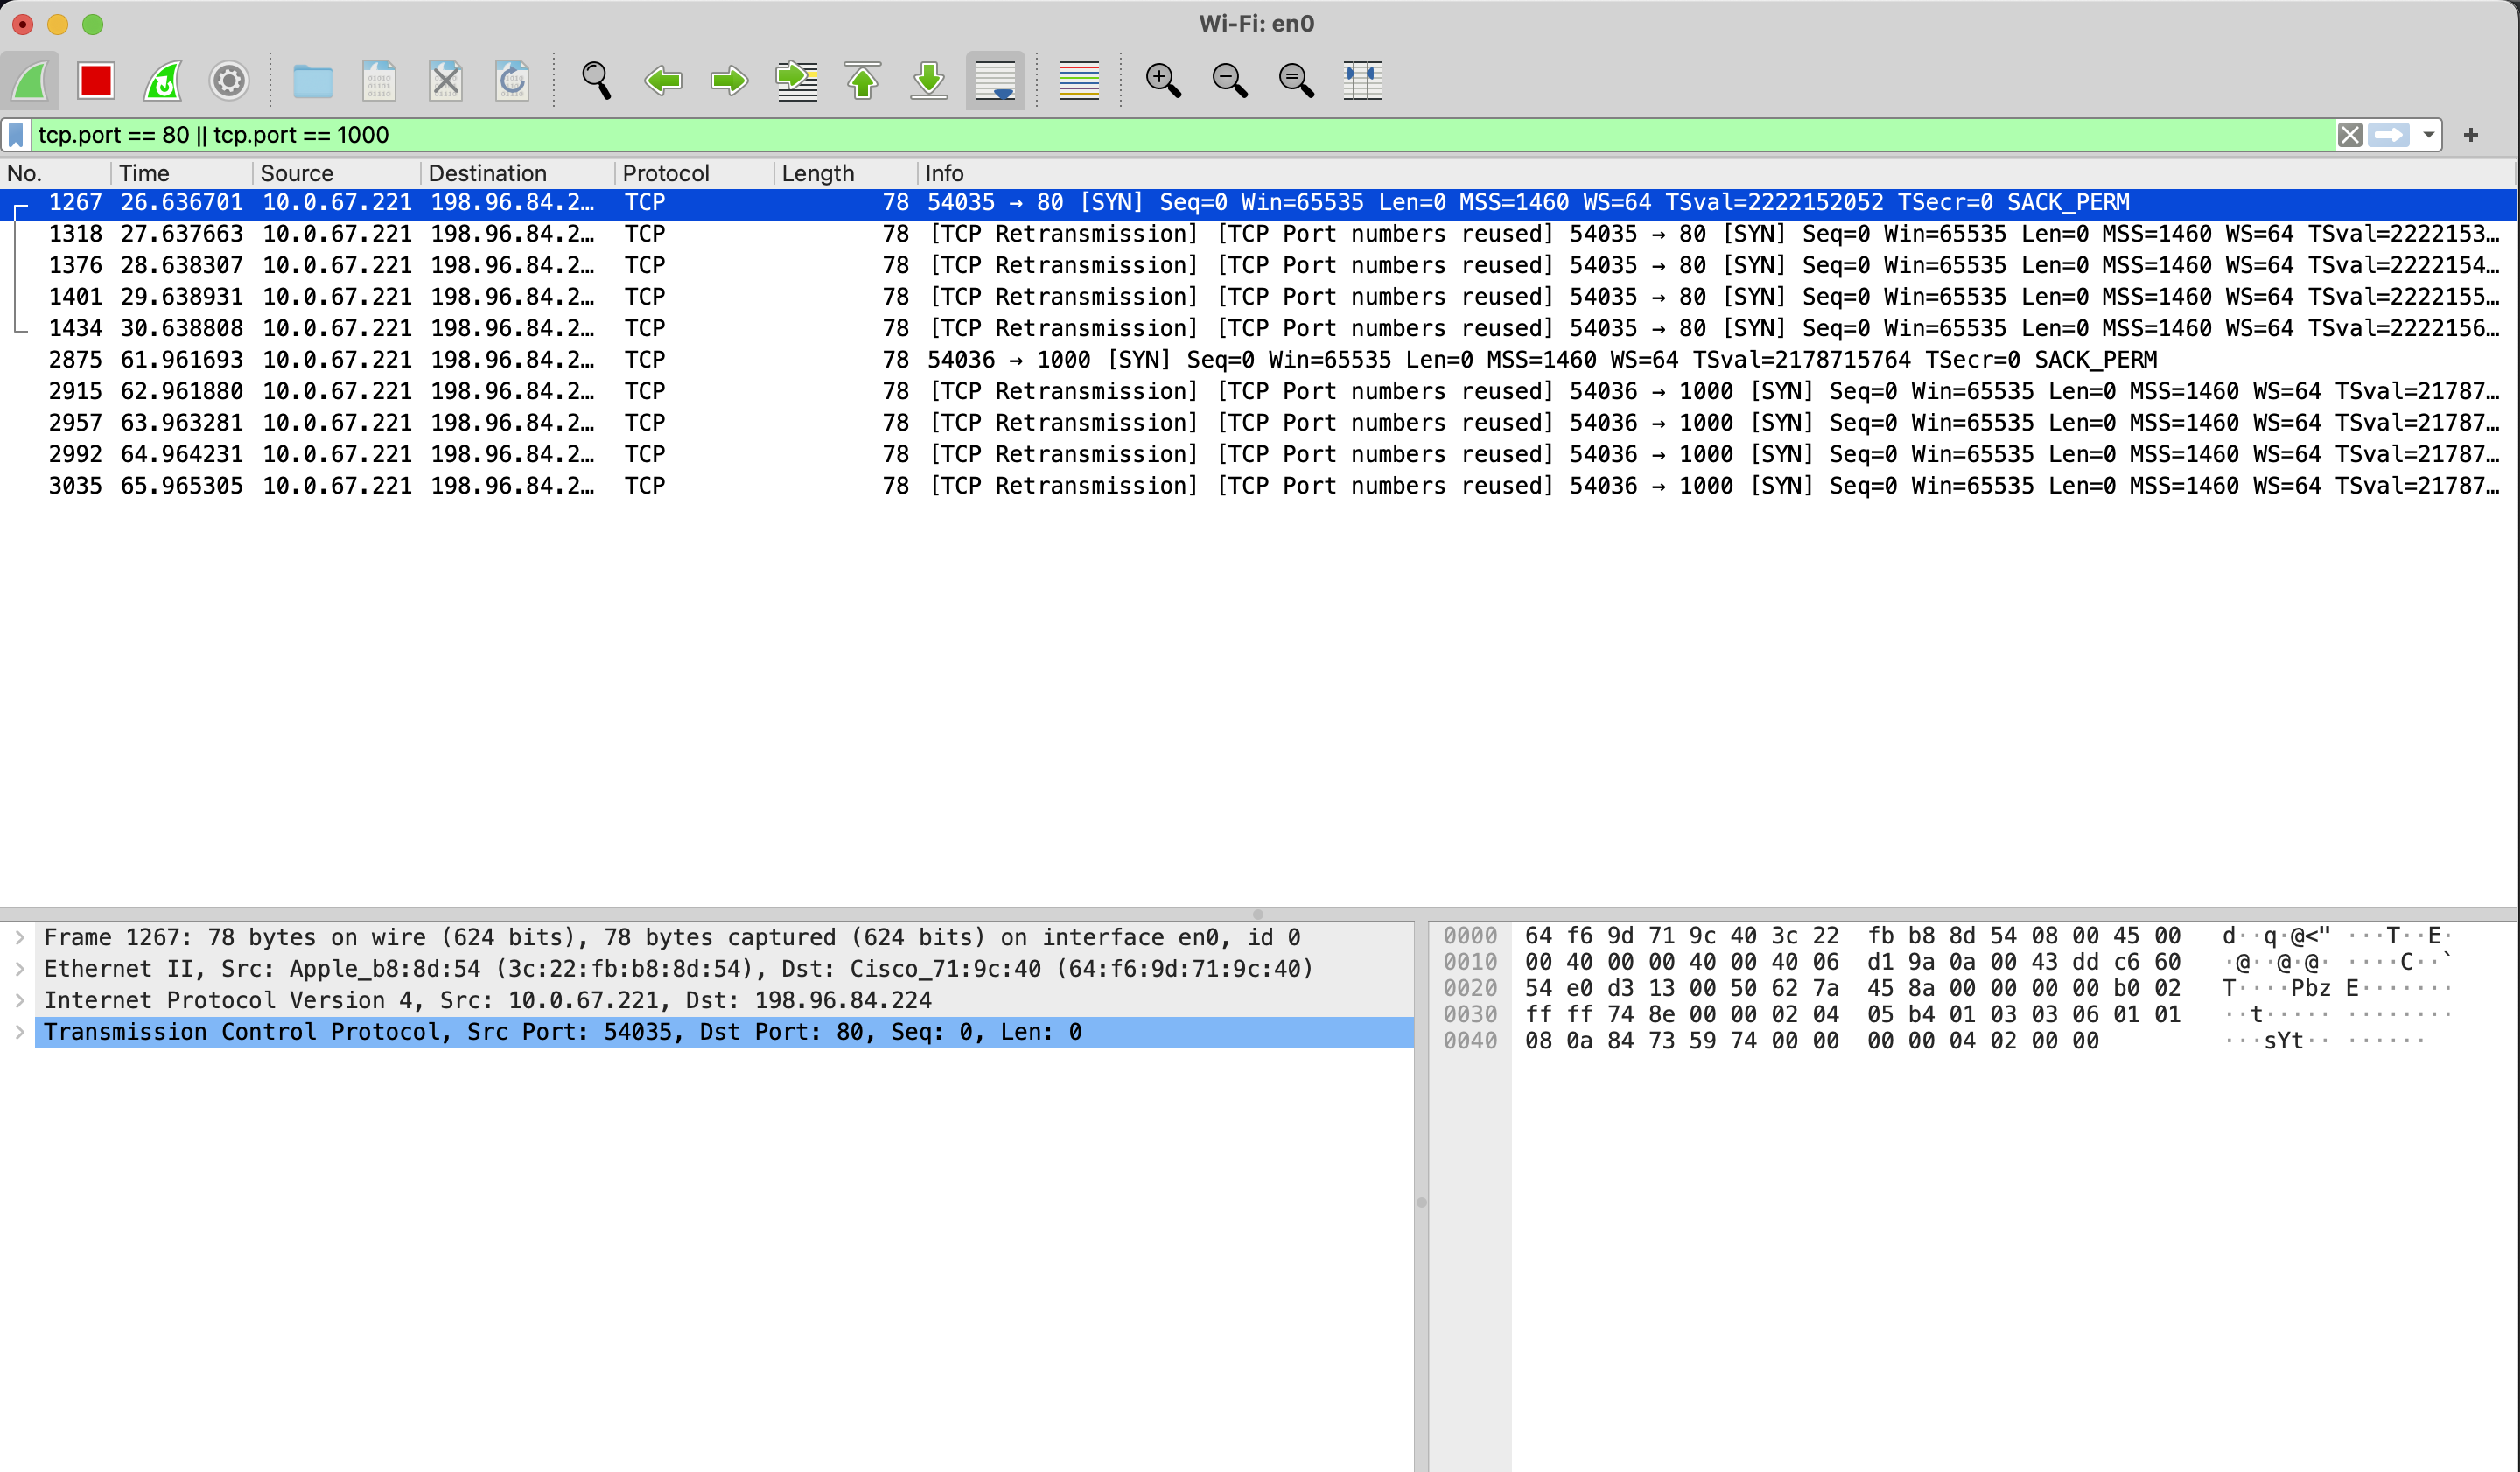 Wi-Fi: en0
tcp.port == 80 || tcp.port == 1000
No. Time Source Destination Protocol Length Info
1267 26.636701 10.0.67.221 198.96.84.2… TCP 78 54035 → 80 [SYN] Seq=0 Win=65535 Len=0 MSS=1460 WS=64 TSval=2222152052 TSecr=0 SACK_PERM
1318 27.637663 10.0.67.221 198.96.84.2… TCP 78 [TCP Retransmission] [TCP Port numbers reused] 54035 → 80 [SYN] Seq=0 Win=65535 Len=0 MSS=1460 WS=64 TSval=2222153…
1376 28.638307 10.0.67.221 198.96.84.2… TCP 78 [TCP Retransmission] [TCP Port numbers reused] 54035 → 80 [SYN] Seq=0 Win=65535 Len=0 MSS=1460 WS=64 TSval=2222154…
1401 29.638931 10.0.67.221 198.96.84.2… TCP 78 [TCP Retransmission] [TCP Port numbers reused] 54035 → 80 [SYN] Seq=0 Win=65535 Len=0 MSS=1460 WS=64 TSval=2222155…
1434 30.638808 10.0.67.221 198.96.84.2… TCP 78 [TCP Retransmission] [TCP Port numbers reused] 54035 → 80 [SYN] Seq=0 Win=65535 Len=0 MSS=1460 WS=64 TSval=2222156…
2875 61.961693 10.0.67.221 198.96.84.2… TCP 78 54036 → 1000 [SYN] Seq=0 Win=65535 Len=0 MSS=1460 WS=64 TSval=2178715764 TSecr=0 SACK_PERM
2915 62.961880 10.0.67.221 198.96.84.2… TCP 78 [TCP Retransmission] [TCP Port numbers reused] 54036 → 1000 [SYN] Seq=0 Win=65535 Len=0 MSS=1460 WS=64 TSval=21787…
2957 63.963281 10.0.67.221 198.96.84.2… TCP 78 [TCP Retransmission] [TCP Port numbers reused] 54036 → 1000 [SYN] Seq=0 Win=65535 Len=0 MSS=1460 WS=64 TSval=21787…
2992 64.964231 10.0.67.221 198.96.84.2… TCP 78 [TCP Retransmission] [TCP Port numbers reused] 54036 → 1000 [SYN] Seq=0 Win=65535 Len=0 MSS=1460 WS=64 TSval=21787…
3035 65.965305 10.0.67.221 198.96.84.2… TCP 78 [TCP Retransmission] [TCP Port numbers reused] 54036 → 1000 [SYN] Seq=0 Win=65535 Len=0 MSS=1460 WS=64 TSval=21787…
Frame 1267: 78 bytes on wire (624 bits), 78 bytes captured (624 bits) on interface en0, id 0
Ethernet II, Src: Apple_b8:8d:54 (3c:22:fb:b8:8d:54), Dst: Cisco_71:9c:40 (64:f6:9d:71:9c:40)
Internet Protocol Version 4, Src: 10.0.67.221, Dst: 198.96.84.224
Transmission Control Protocol, Src Port: 54035, Dst Port: 80, Seq: 0, Len: 0
0000 64 f6 9d 71 9c 40 3c 22 fb b8 8d 54 08 00 45 00 d··q·@<" ···T··E·
0010 00 40 00 00 40 00 40 06 d1 9a 0a 00 43 dd c6 60 ·@··@·@· ····C··`
0020 54 e0 d3 13 00 50 62 7a 45 8a 00 00 00 00 b0 02 T····Pbz E·······
0030 ff ff 74 8e 00 00 02 04 05 b4 01 03 03 06 01 01 ··t····· ········
0040 08 0a 84 73 59 74 00 00 00 00 04 02 00 00 ···sYt·· ······